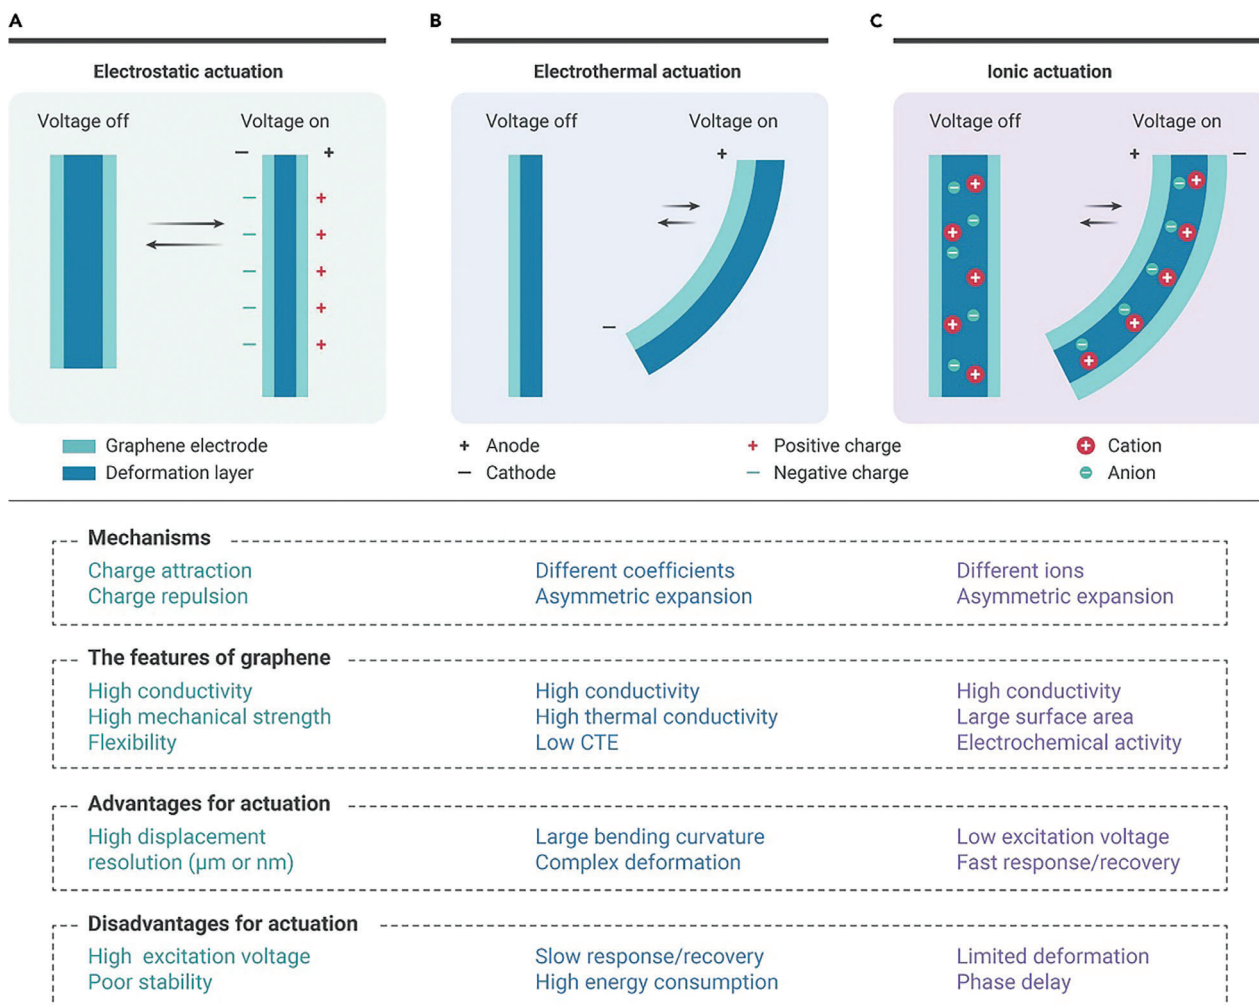 A
B
C
Electrostatic actuation
Electrothermal actuation
Ionic actuation
Voltage off
Voltage on
Voltage off
Voltage on
Voltage off
Voltage on
Graphene electrode
Deformation layer
+ Anode
− Cathode
+ Positive charge
− Negative charge
Cation
Anion
Mechanisms
Charge attraction
Charge repulsion
Different coefficients
Asymmetric expansion
Different ions
Asymmetric expansion
The features of graphene
High conductivity
High mechanical strength
Flexibility
High conductivity
High thermal conductivity
Low CTE
High conductivity
Large surface area
Electrochemical activity
Advantages for actuation
High displacement
resolution (µm or nm)
Large bending curvature
Complex deformation
Low excitation voltage
Fast response/recovery
Disadvantages for actuation
High excitation voltage
Poor stability
Slow response/recovery
High energy consumption
Limited deformation
Phase delay